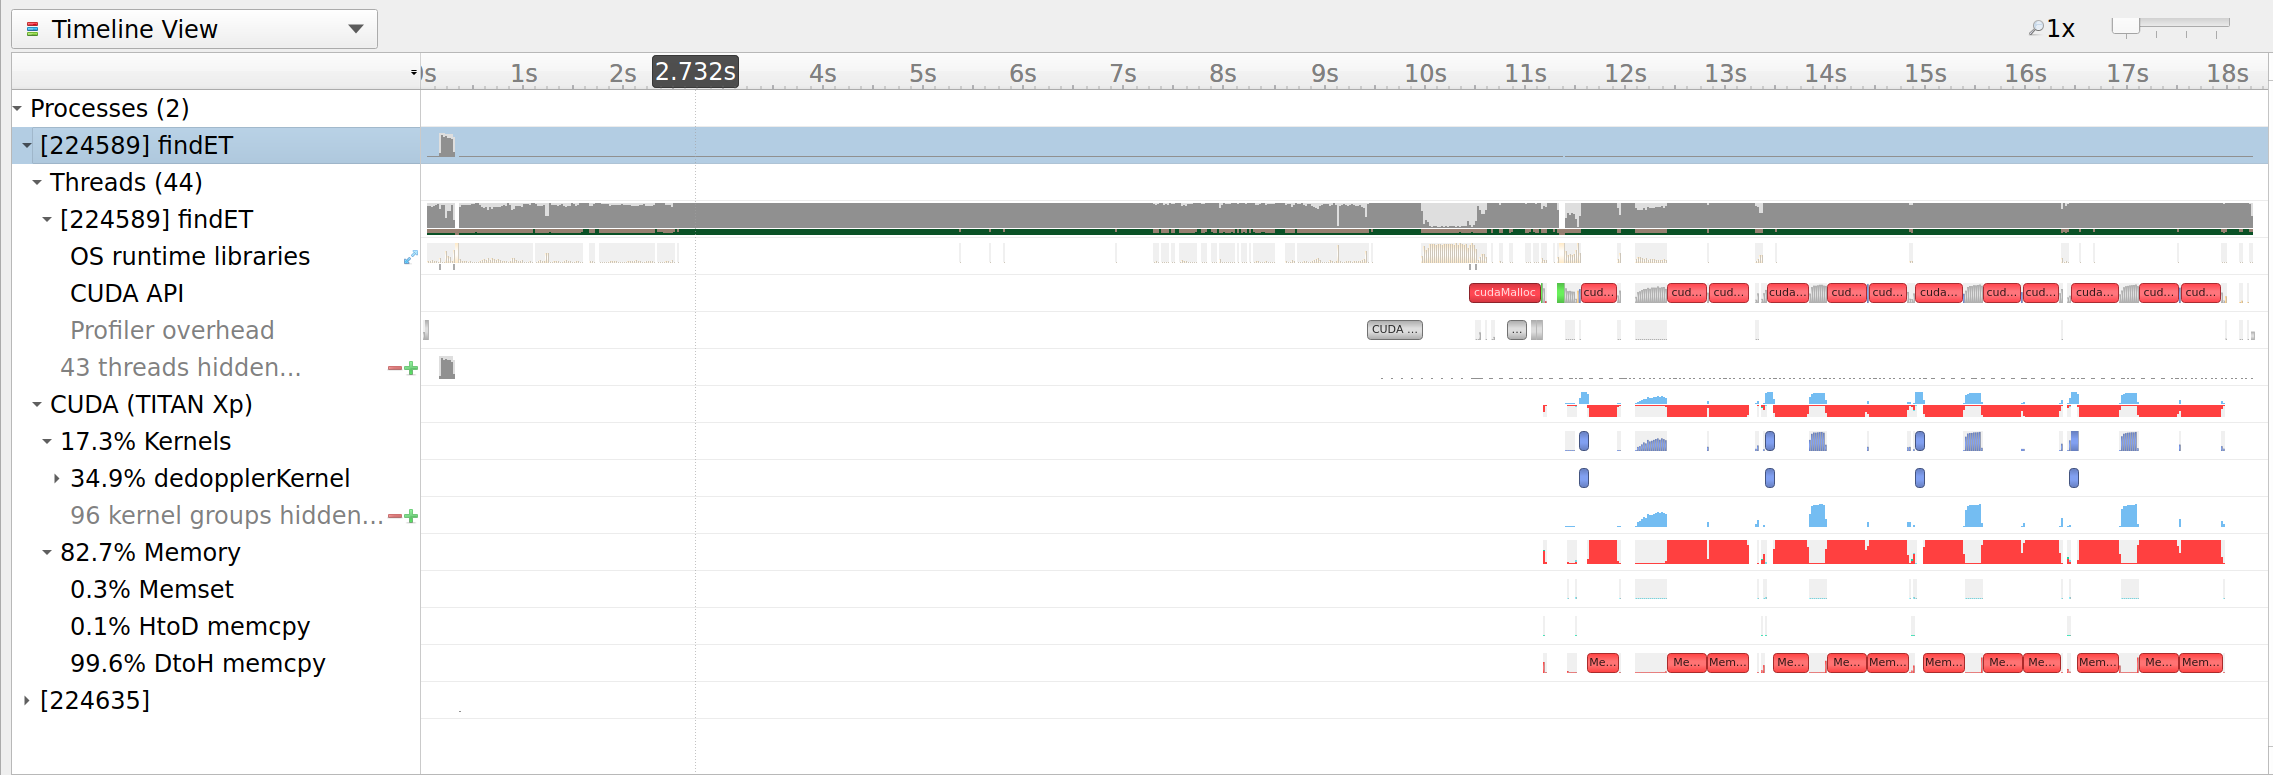 Timeline View 1x
s 1s 2s 2.732s 4s 5s 6s 7s 8s 9s 10s 11s 12s 13s 14s 15s 16s 17s 18s
Processes (2)
[224589] findET
Threads (44)
[224589] findET
OS runtime libraries
CUDA API cudaMalloc cud... cud... cud... cuda... cud... cud... cuda... cud... cud... cuda... cud... cud...
Profiler overhead CUDA ... ...
43 threads hidden...
CUDA (TITAN Xp)
17.3% Kernels
34.9% dedopplerKernel
96 kernel groups hidden...
82.7% Memory
0.3% Memset
0.1% HtoD memcpy
99.6% DtoH memcpy Me... Me... Mem... Me... Me... Mem... Mem... Me... Me... Mem... Me... Mem...
[224635]